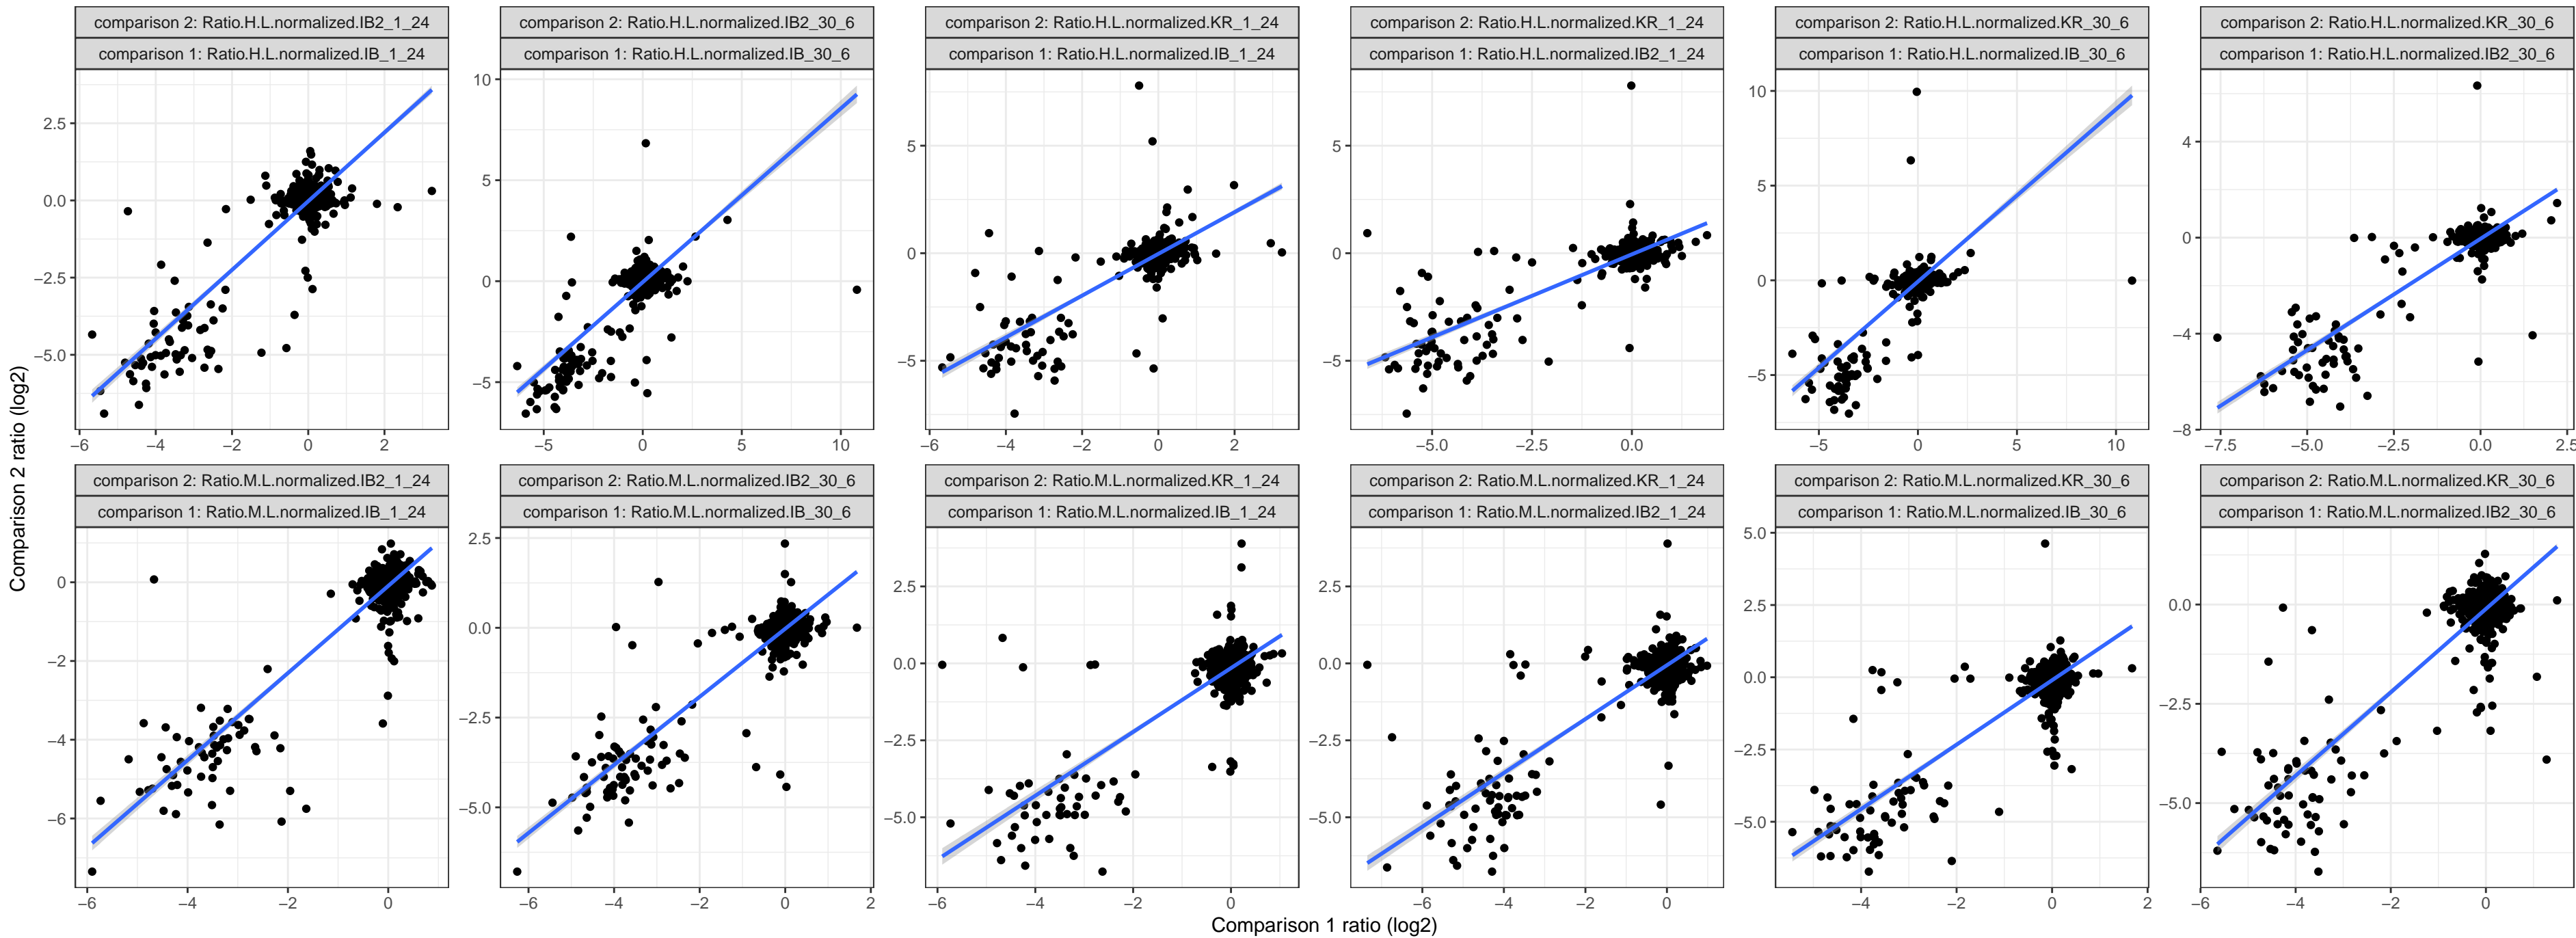 comparison 2: Ratio.H.L.normalized.IB2_1_24
comparison 1: Ratio.H.L.normalized.IB_1_24
comparison 2: Ratio.H.L.normalized.IB2_30_6
comparison 1: Ratio.H.L.normalized.IB_30_6
comparison 2: Ratio.H.L.normalized.KR_1_24
comparison 1: Ratio.H.L.normalized.IB_1_24
comparison 2: Ratio.H.L.normalized.KR_1_24
comparison 1: Ratio.H.L.normalized.IB2_1_24
comparison 2: Ratio.H.L.normalized.KR_30_6
comparison 1: Ratio.H.L.normalized.IB_30_6
comparison 2: Ratio.H.L.normalized.KR_30_6
comparison 1: Ratio.H.L.normalized.IB2_30_6
2.5
0.0
−2.5
−5.0
−6 −4 −2 0 2
10
5
0
−5
−5 0 5 10
5
0
−5
−6 −4 −2 0 2
5
0
−5
−5.0 −2.5 0.0
10
5
0
−5
−5 0 5 10
4
0
−4
−8
−7.5 −5.0 −2.5 0.0 2.5
comparison 2: Ratio.M.L.normalized.IB2_1_24
comparison 1: Ratio.M.L.normalized.IB_1_24
comparison 2: Ratio.M.L.normalized.IB2_30_6
comparison 1: Ratio.M.L.normalized.IB_30_6
comparison 2: Ratio.M.L.normalized.KR_1_24
comparison 1: Ratio.M.L.normalized.IB_1_24
comparison 2: Ratio.M.L.normalized.KR_1_24
comparison 1: Ratio.M.L.normalized.IB2_1_24
comparison 2: Ratio.M.L.normalized.KR_30_6
comparison 1: Ratio.M.L.normalized.IB_30_6
comparison 2: Ratio.M.L.normalized.KR_30_6
comparison 1: Ratio.M.L.normalized.IB2_30_6
0
−2
−4
−6
−6 −4 −2 0
2.5
0.0
−2.5
−5.0
−6 −4 −2 0 2
2.5
0.0
−2.5
−5.0
−6 −4 −2 0
2.5
0.0
−2.5
−5.0
−6 −4 −2 0
5.0
2.5
0.0
−2.5
−5.0
−4 −2 0 2
0.0
−2.5
−5.0
−6 −4 −2 0
Comparison 2 ratio (log2)
Comparison 1 ratio (log2)